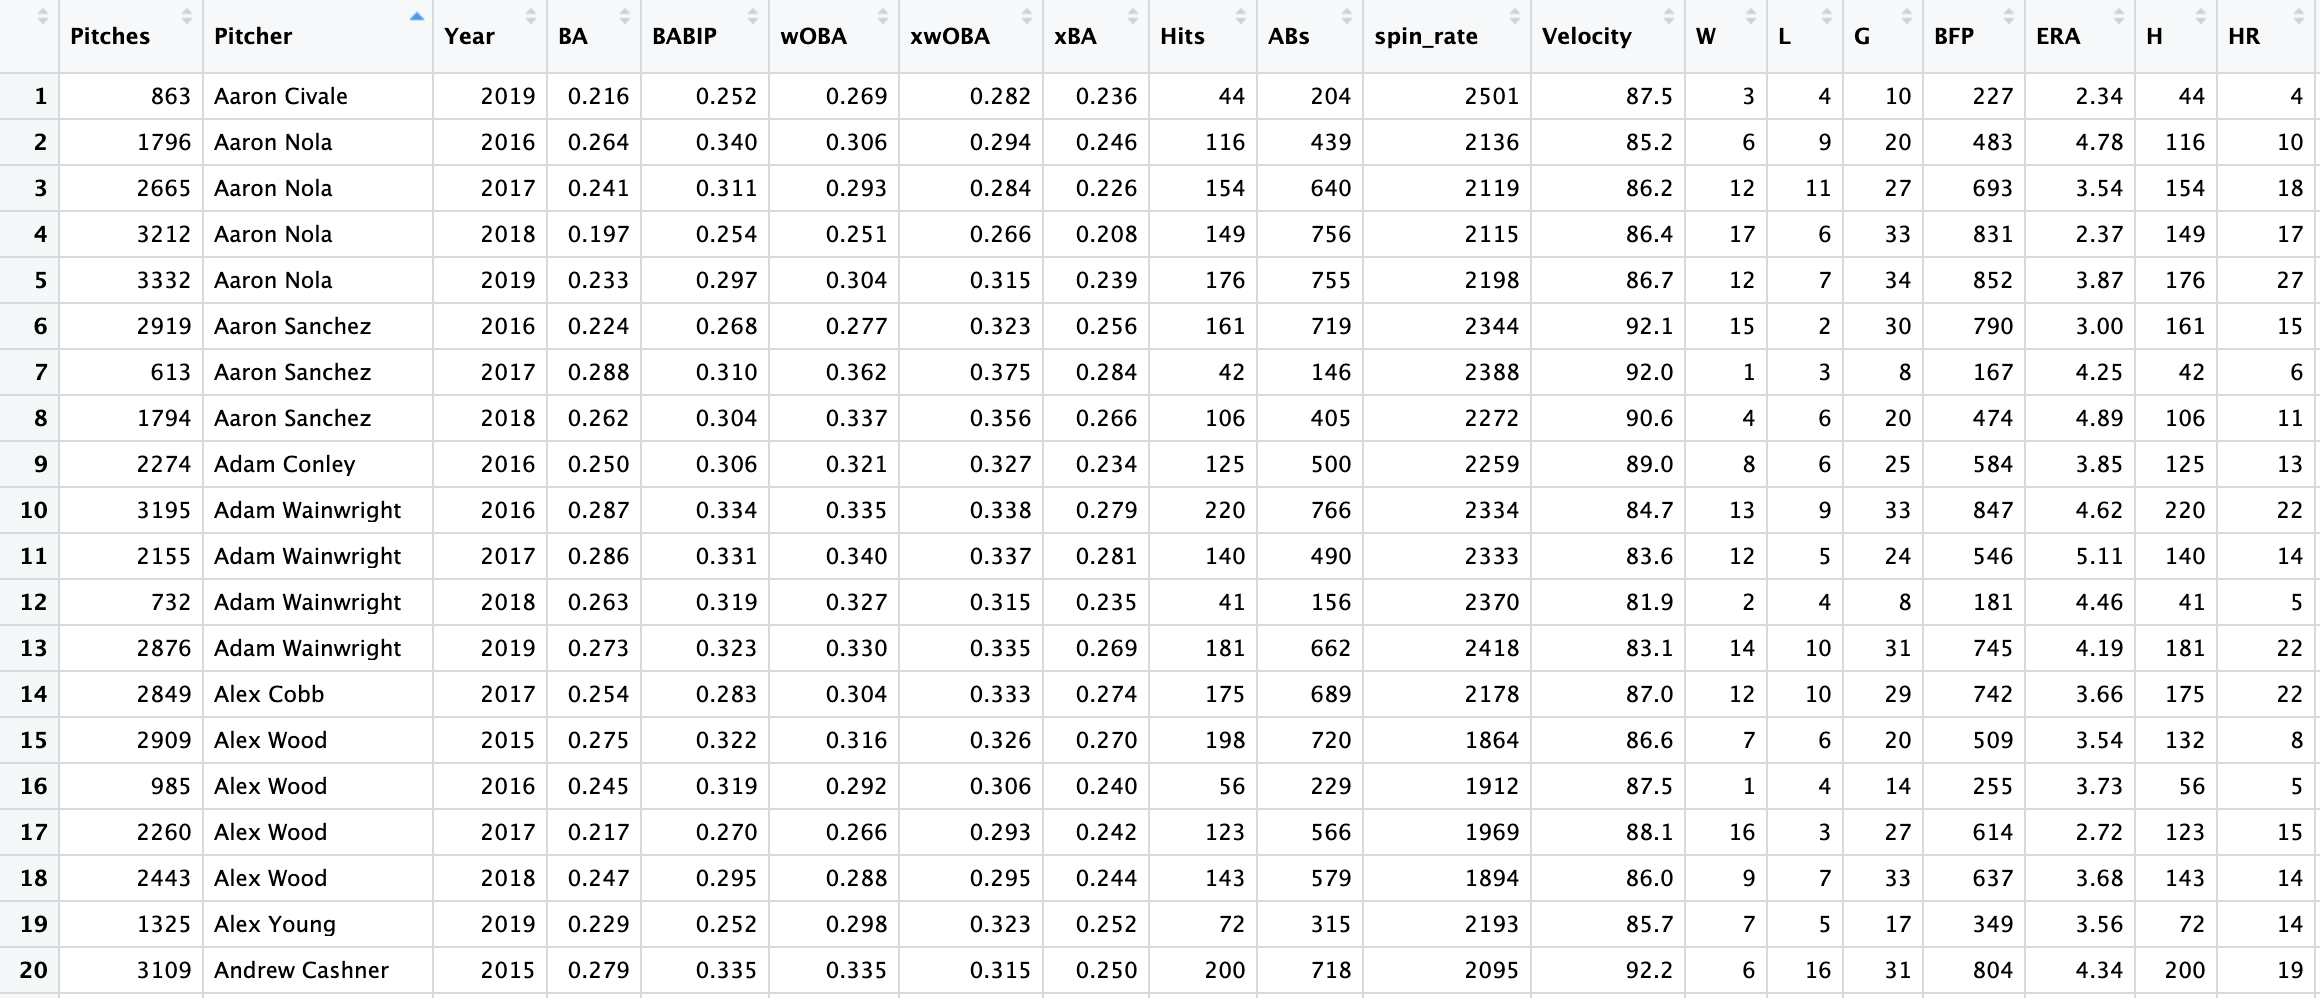 Pitches Pitcher Year BA BABIP wOBA xwOBA xBA Hits ABs spin_rate Velocity W L G BFP ERA H HR
1 863 Aaron Civale 2019 0.216 0.252 0.269 0.282 0.236 44 204 2501 87.5 3 4 10 227 2.34 44 4
2 1796 Aaron Nola 2016 0.264 0.340 0.306 0.294 0.246 116 439 2136 85.2 6 9 20 483 4.78 116 10
3 2665 Aaron Nola 2017 0.241 0.311 0.293 0.284 0.226 154 640 2119 86.2 12 11 27 693 3.54 154 18
4 3212 Aaron Nola 2018 0.197 0.254 0.251 0.266 0.208 149 756 2115 86.4 17 6 33 831 2.37 149 17
5 3332 Aaron Nola 2019 0.233 0.297 0.304 0.315 0.239 176 755 2198 86.7 12 7 34 852 3.87 176 27
6 2919 Aaron Sanchez 2016 0.224 0.268 0.277 0.323 0.256 161 719 2344 92.1 15 2 30 790 3.00 161 15
7 613 Aaron Sanchez 2017 0.288 0.310 0.362 0.375 0.284 42 146 2388 92.0 1 3 8 167 4.25 42 6
8 1794 Aaron Sanchez 2018 0.262 0.304 0.337 0.356 0.266 106 405 2272 90.6 4 6 20 474 4.89 106 11
9 2274 Adam Conley 2016 0.250 0.306 0.321 0.327 0.234 125 500 2259 89.0 8 6 25 584 3.85 125 13
10 3195 Adam Wainwright 2016 0.287 0.334 0.335 0.338 0.279 220 766 2334 84.7 13 9 33 847 4.62 220 22
11 2155 Adam Wainwright 2017 0.286 0.331 0.340 0.337 0.281 140 490 2333 83.6 12 5 24 546 5.11 140 14
12 732 Adam Wainwright 2018 0.263 0.319 0.327 0.315 0.235 41 156 2370 81.9 2 4 8 181 4.46 41 5
13 2876 Adam Wainwright 2019 0.273 0.323 0.330 0.335 0.269 181 662 2418 83.1 14 10 31 745 4.19 181 22
14 2849 Alex Cobb 2017 0.254 0.283 0.304 0.333 0.274 175 689 2178 87.0 12 10 29 742 3.66 175 22
15 2909 Alex Wood 2015 0.275 0.322 0.316 0.326 0.270 198 720 1864 86.6 7 6 20 509 3.54 132 8
16 985 Alex Wood 2016 0.245 0.319 0.292 0.306 0.240 56 229 1912 87.5 1 4 14 255 3.73 56 5
17 2260 Alex Wood 2017 0.217 0.270 0.266 0.293 0.242 123 566 1969 88.1 16 3 27 614 2.72 123 15
18 2443 Alex Wood 2018 0.247 0.295 0.288 0.295 0.244 143 579 1894 86.0 9 7 33 637 3.68 143 14
19 1325 Alex Young 2019 0.229 0.252 0.298 0.323 0.252 72 315 2193 85.7 7 5 17 349 3.56 72 14
20 3109 Andrew Cashner 2015 0.279 0.335 0.335 0.315 0.250 200 718 2095 92.2 6 16 31 804 4.34 200 19